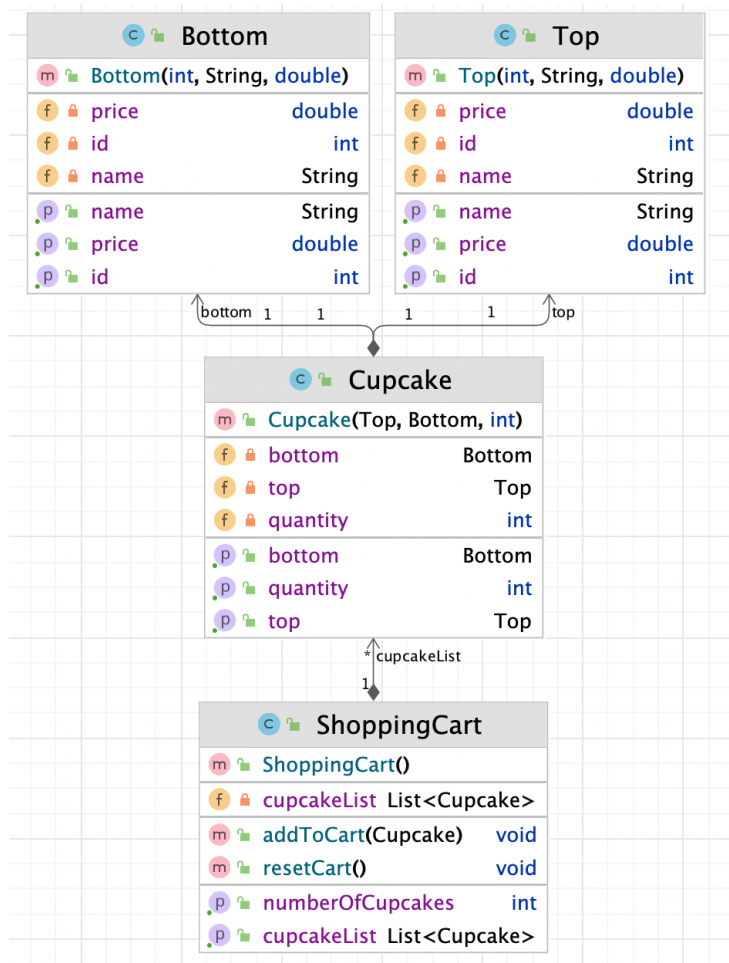 Bottom
Bottom(int, String, double)
price double
id int
name String
name String
price double
id int
Top
Top(int, String, double)
price double
id int
name String
name String
price double
id int
bottom 1 1 1 1 top
Cupcake
Cupcake(Top, Bottom, int)
bottom Bottom
top Top
quantity int
bottom Bottom
quantity int
top Top
* cupcakeList
1
ShoppingCart
ShoppingCart()
cupcakeList List<Cupcake>
addToCart(Cupcake) void
resetCart() void
numberOfCupcakes int
cupcakeList List<Cupcake>